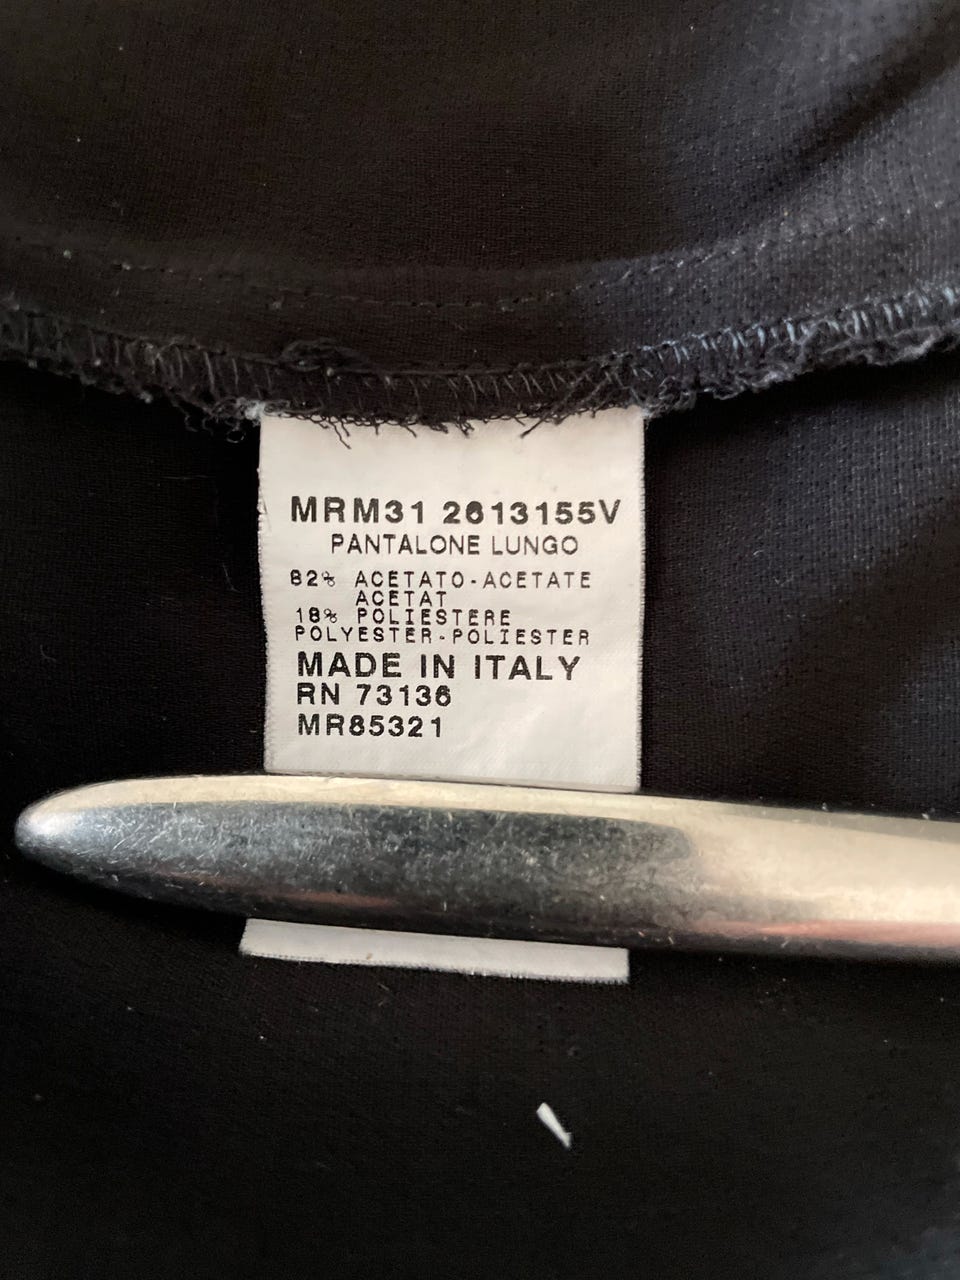 MRM31 2613155V
PANTALONE LUNGO
82% ACETATO-ACETATE
ACETAT
18% POLIESTERE
POLYESTER-POLIESTER
MADE IN ITALY
RN 73136
MR85321